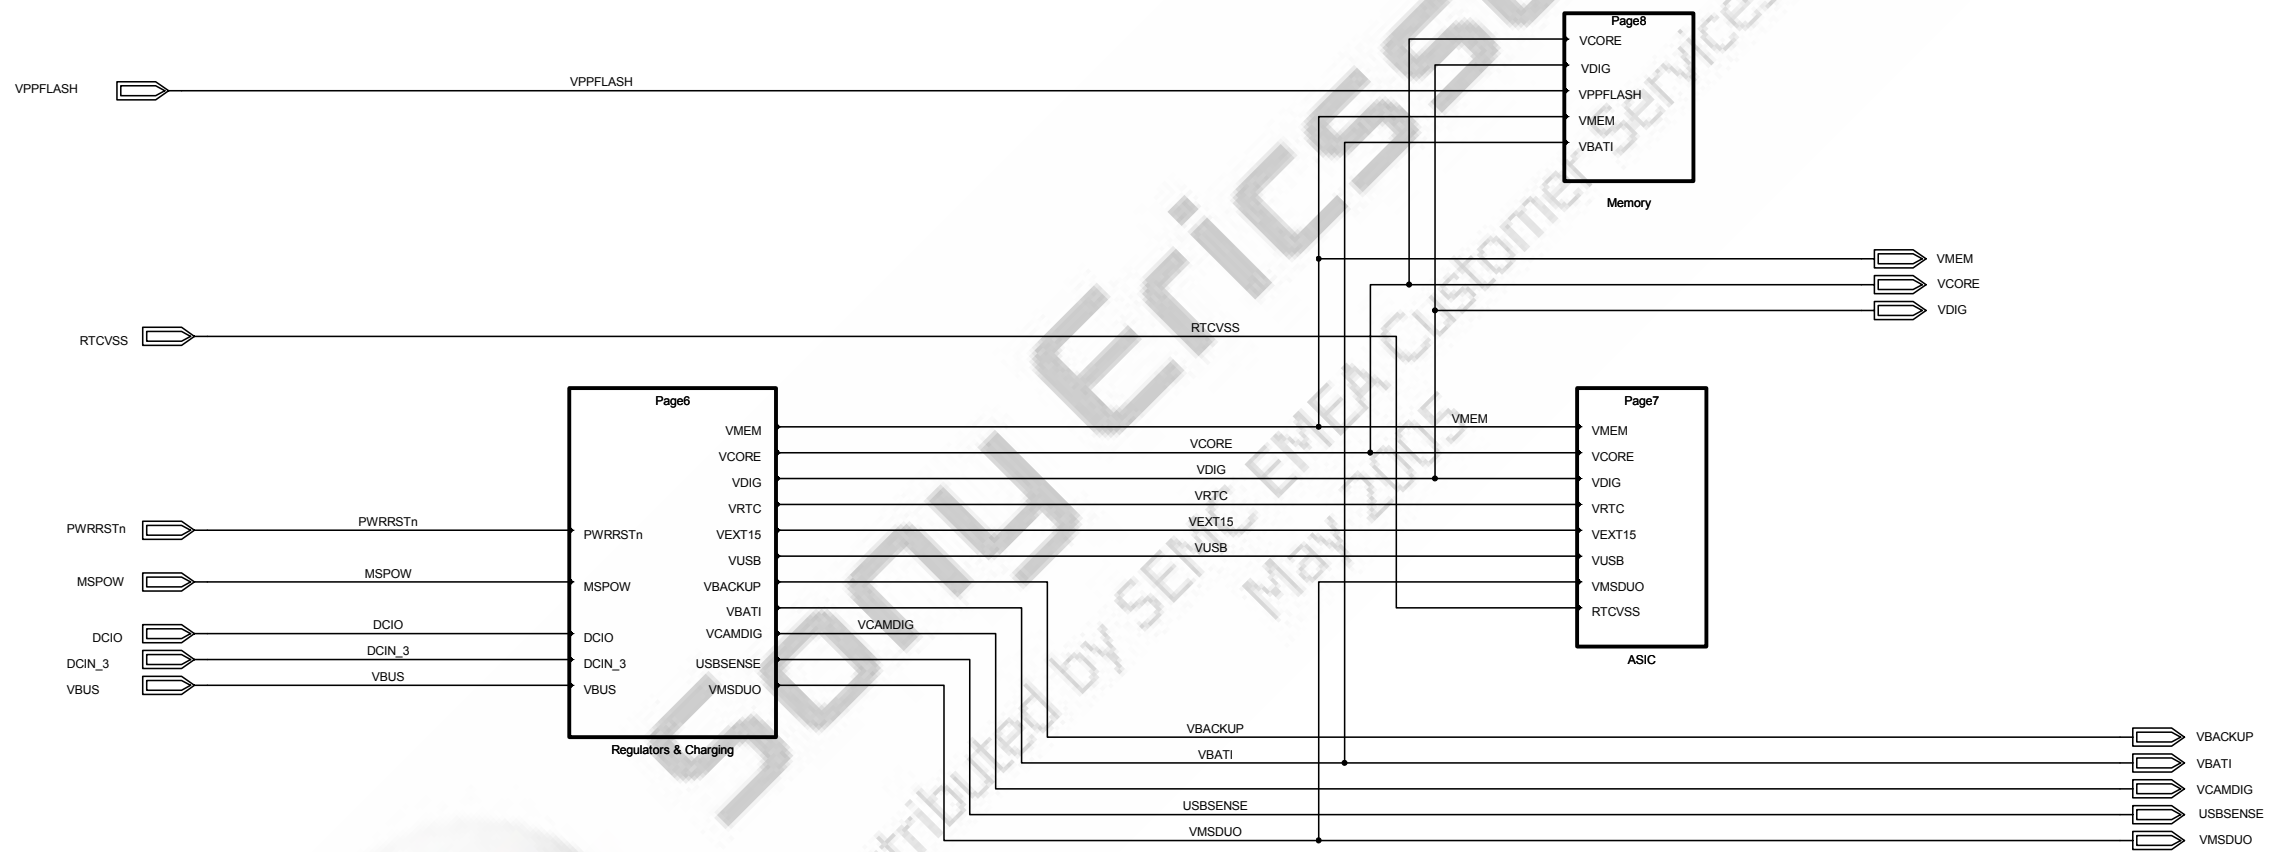 Page8
VCORE
VDIG
VPPFLASH
VMEM
VBATI
Memory
VPPFLASH
VPPFLASH
VMEM
VCORE
VDIG
RTCVSS
RTCVSS
Page6
VMEM
VCORE
VDIG
VRTC
VEXT15
VUSB
VBACKUP
VBATI
VCAMDIG
USBSENSE
VMSDUO
PWRRSTn
MSPOW
DCIO
DCIN_3
VBUS
Regulators & Charging
PWRRSTn
PWRRSTn
MSPOW
MSPOW
DCIO
DCIO
DCIN_3
DCIN_3
VBUS
VBUS
VMEM
VCORE
VDIG
VRTC
VEXT15
VUSB
VCAMDIG
Page7
VMEM
VCORE
VDIG
VRTC
VEXT15
VUSB
VMSDUO
RTCVSS
ASIC
VBACKUP
VBATI
USBSENSE
VMSDUO
VBACKUP
VBATI
VCAMDIG
USBSENSE
VMSDUO
Sony Ericsso
tributed by SEMC EMEA Customer Services
May 2005